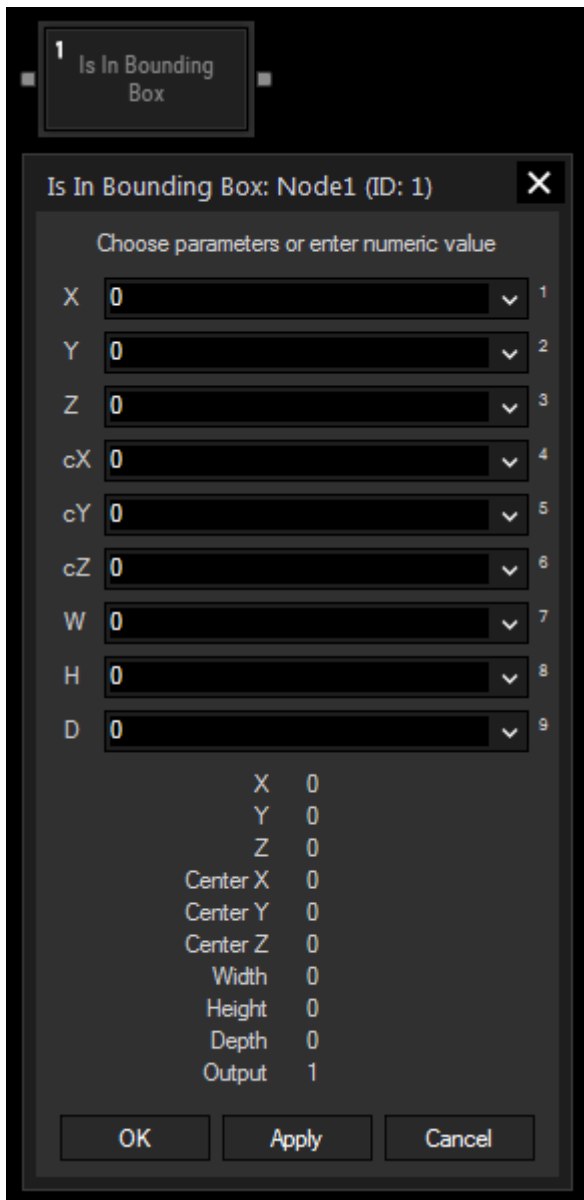 1
Is In Bounding
Box
Is In Bounding Box: Node1 (ID: 1)
Choose parameters or enter numeric value
X 0 1
Y 0 2
Z 0 3
cX 0 4
cY 0 5
cZ 0 6
W 0 7
H 0 8
D 0 9
X 0
Y 0
Z 0
Center X 0
Center Y 0
Center Z 0
Width 0
Height 0
Depth 0
Output 1
OK Apply Cancel